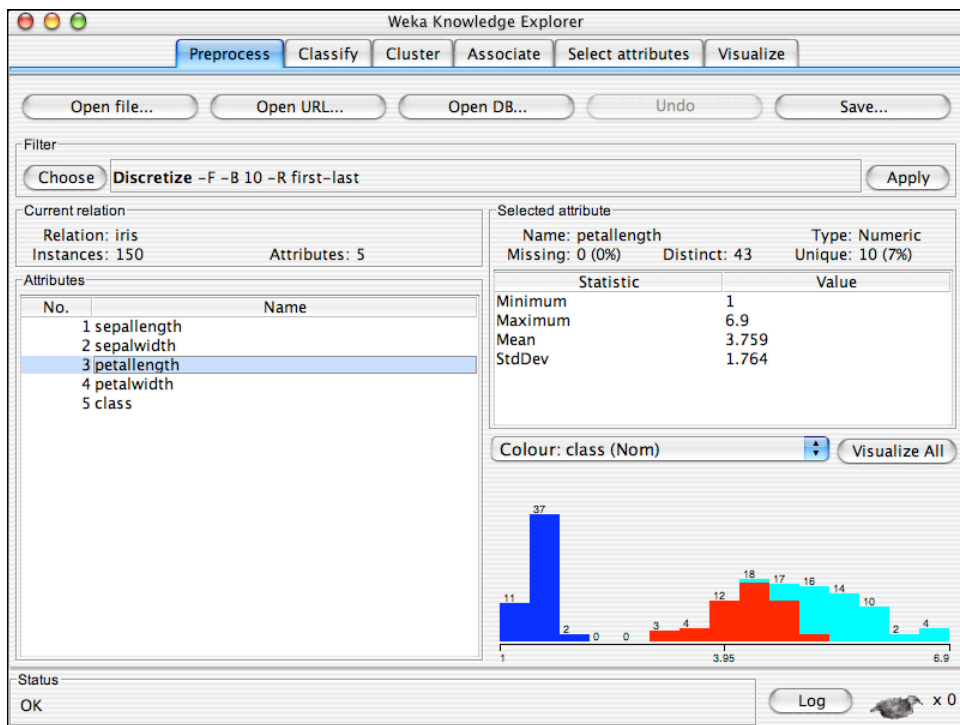 Weka Knowledge Explorer
Preprocess Classify Cluster Associate Select attributes Visualize
Open file... Open URL... Open DB... Undo Save...
Filter
Choose Discretize -F -B 10 -R first-last Apply
Current relation
Relation: iris
Instances: 150 Attributes: 5
Selected attribute
Name: petallength Type: Numeric
Missing: 0 (0%) Distinct: 43 Unique: 10 (7%)
Statistic Value
Minimum 1
Maximum 6.9
Mean 3.759
StdDev 1.764
Attributes
No. Name
1 sepallength
2 sepalwidth
3 petallength
4 petalwidth
5 class
Colour: class (Nom) Visualize All
11 37 2 0 0 3 4 12 18 17 16 14 10 2 4
1 3.95 6.9
Status
OK
Log x 0